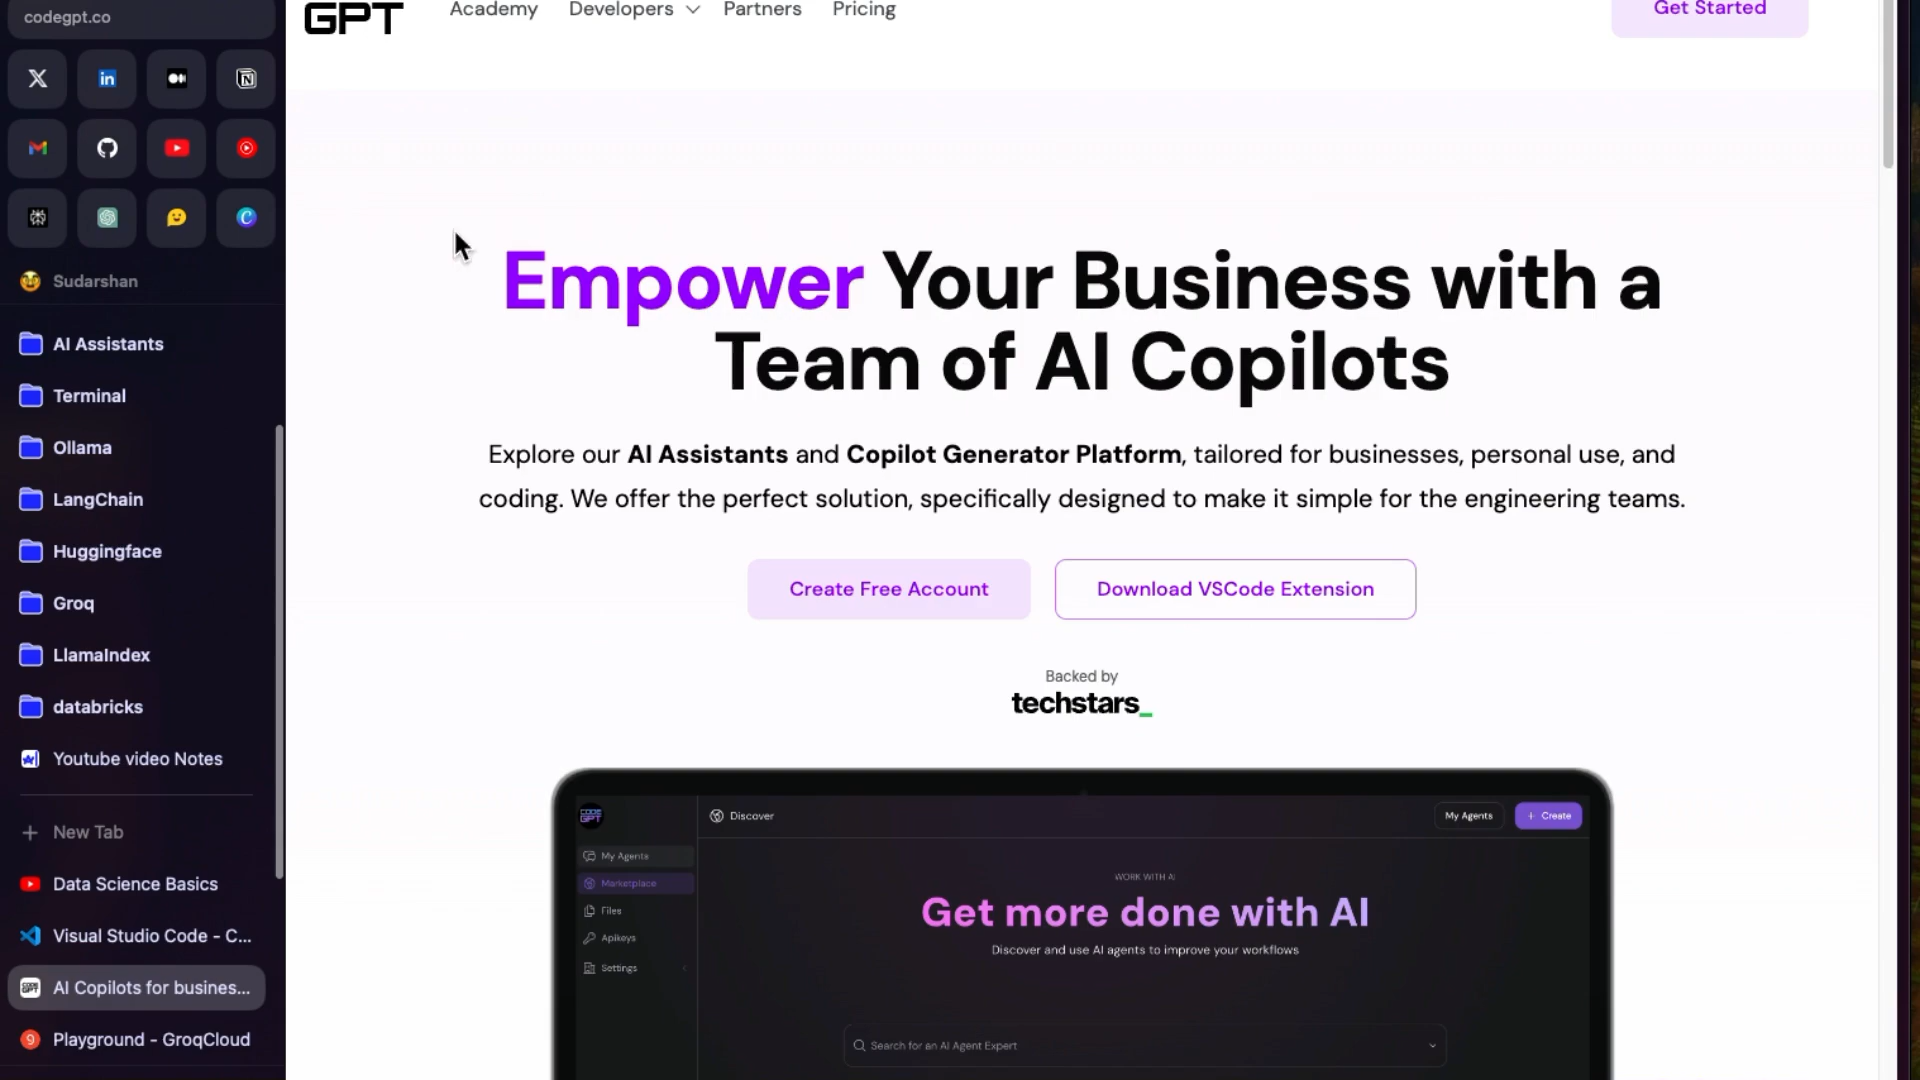 codegpt.co
Sudarshan
AI Assistants
Terminal
Ollama
LangChain
Huggingface
Groq
LlamaIndex
databricks
Youtube video Notes
New Tab
Data Science Basics
Visual Studio Code - C...
AI Copilots for busines...
Playground - GroqCloud
GPT
Academy
Developers
Partners
Pricing
Get Started
Empower Your Business with a
Team of AI Copilots
Explore our AI Assistants and Copilot Generator Platform, tailored for businesses, personal use, and
coding. We offer the perfect solution, specifically designed to make it simple for the engineering teams.
Create Free Account
Download VSCode Extension
Backed by
techstars_
CODE
GPT
Discover
My Agents
+ Create
My Agents
Marketplace
Files
Apikeys
Settings
WORK WITH AI
Get more done with AI
Discover and use AI agents to improve your workflows
Search for an AI Agent Expert